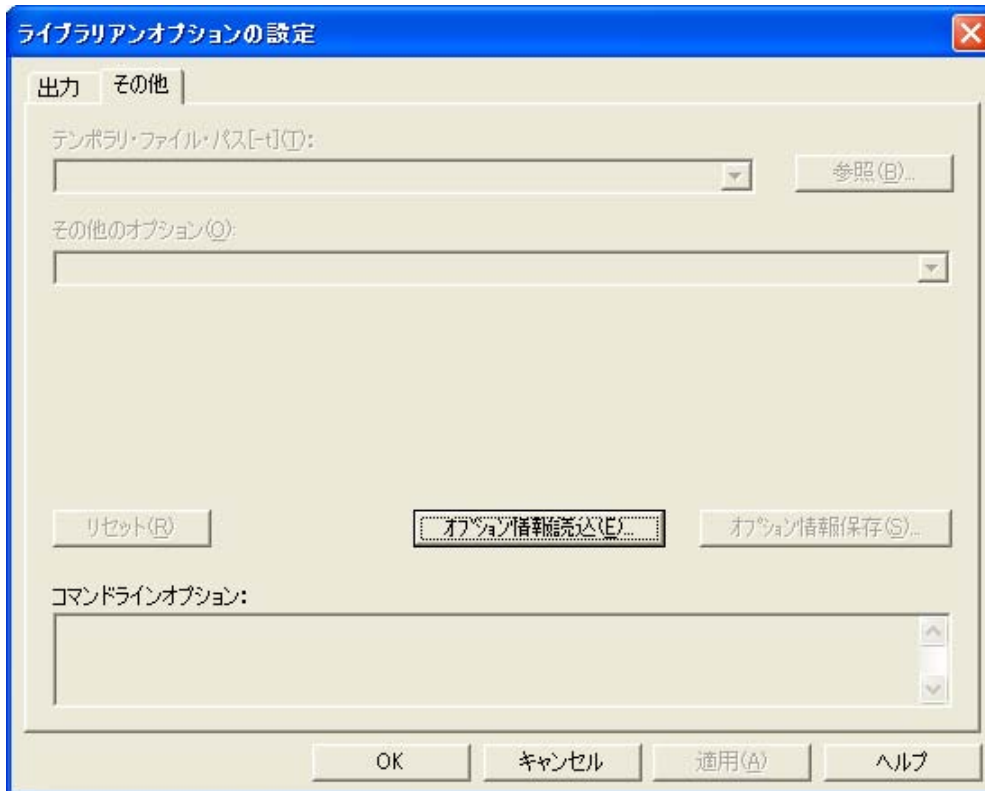 ライブラリアンオプションの設定
出力 その他
テンポラリ・ファイル・パス[-t](T):
参照(B)...
その他のオプション(O):
リセット(R) オプション情報読込(E)... オプション情報保存(S)...
コマンドラインオプション:
OK キャンセル 適用(A) ヘルプ